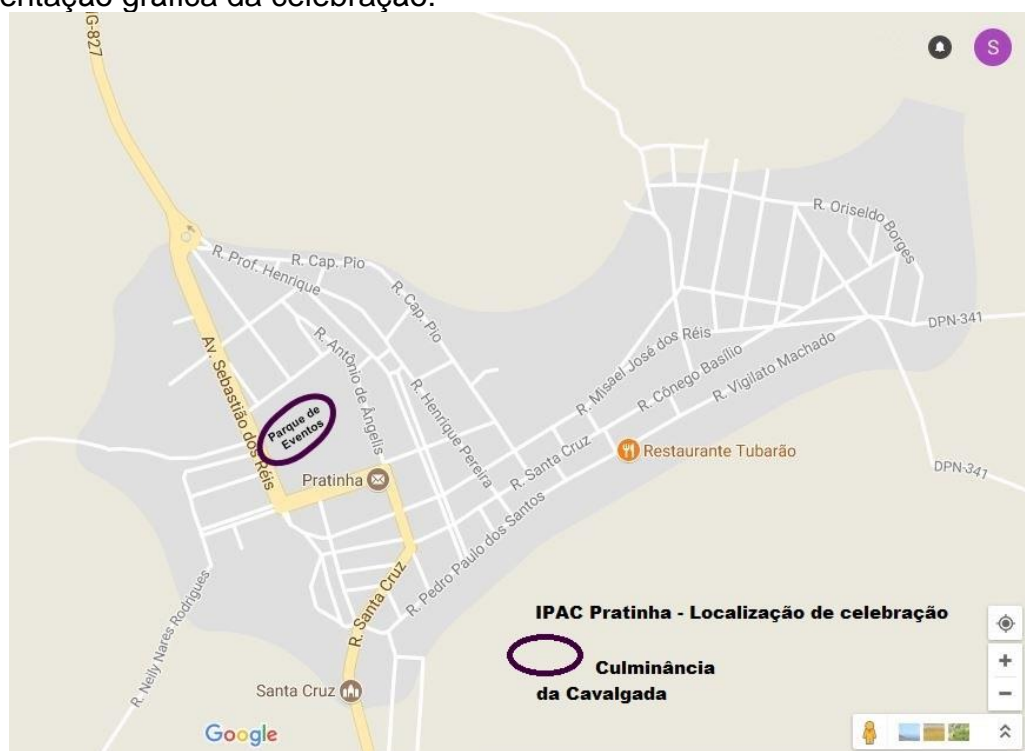 entação gráfica da celebração.
G-827
S
R. Oriseldo Borges
R. Prof. Henrique
R. Cap. Pio
R. Cap. Pio
DPN-341
Av. Sebastião dos Réis
R. Antônio de Ângelis
R. Misael José dos Réis
R. Cônego Basílio
R. Vigilato Machado
R. Henrique Pereira
Parque de
Eventos
R. Santa Cruz
Restaurante Tubarão
Pratinha
DPN-341
R. Pedro Paulo dos Santos
R. Santa Cruz
R. Nelly Nares Rodrigues
IPAC Pratinha - Localização de celebração
Culminância
da Cavalgada
Santa Cruz
Google